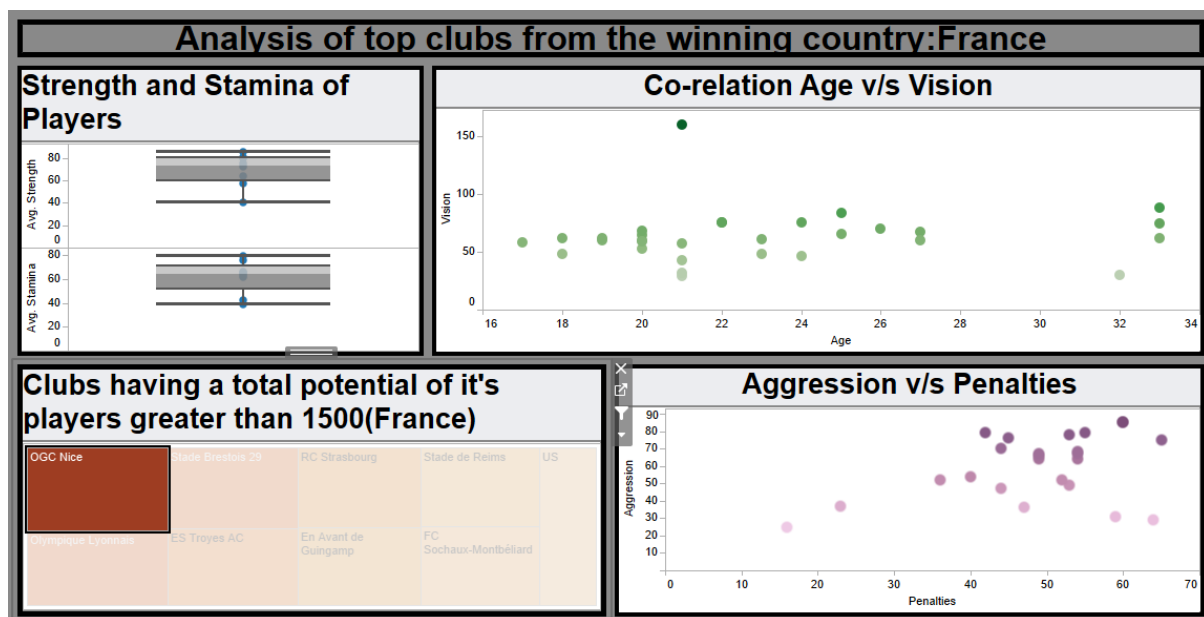 Analysis of top clubs from the winning country:France
Strength and Stamina of
Players
Avg. Strength
80
60
40
20
0
Avg. Stamina
80
60
40
20
0
Co-relation Age v/s Vision
Vision
150
100
50
0
16 18 20 22 24 26 28 30 32 34
Age
Clubs having a total potential of it's
players greater than 1500(France)
OGC Nice
Stade Brestois 29
RC Strasbourg
Stade de Reims
US
Olympique Lyonnais
ES Troyes AC
En Avant de
Guingamp
FC
Sochaux-Montbéliard
Aggression v/s Penalties
Aggression
90
80
70
60
50
40
30
20
10
0 10 20 30 40 50 60 70
Penalties